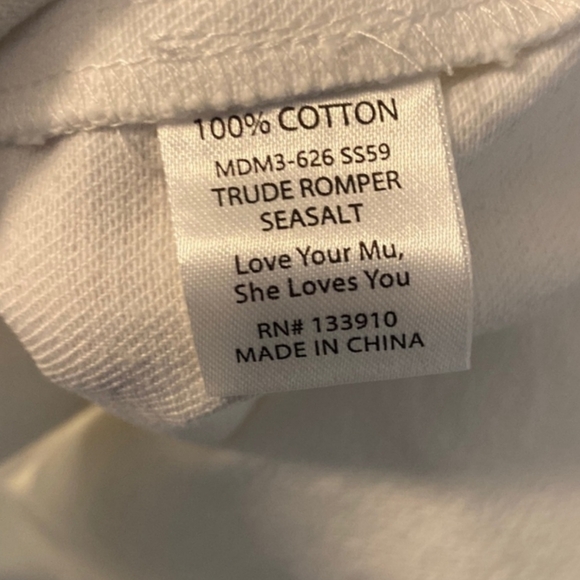 100% COTTON
MDM3-626 SS59
TRUDE ROMPER
SEASALT
Love Your Mu,
She Loves You
RN# 133910
MADE IN CHINA